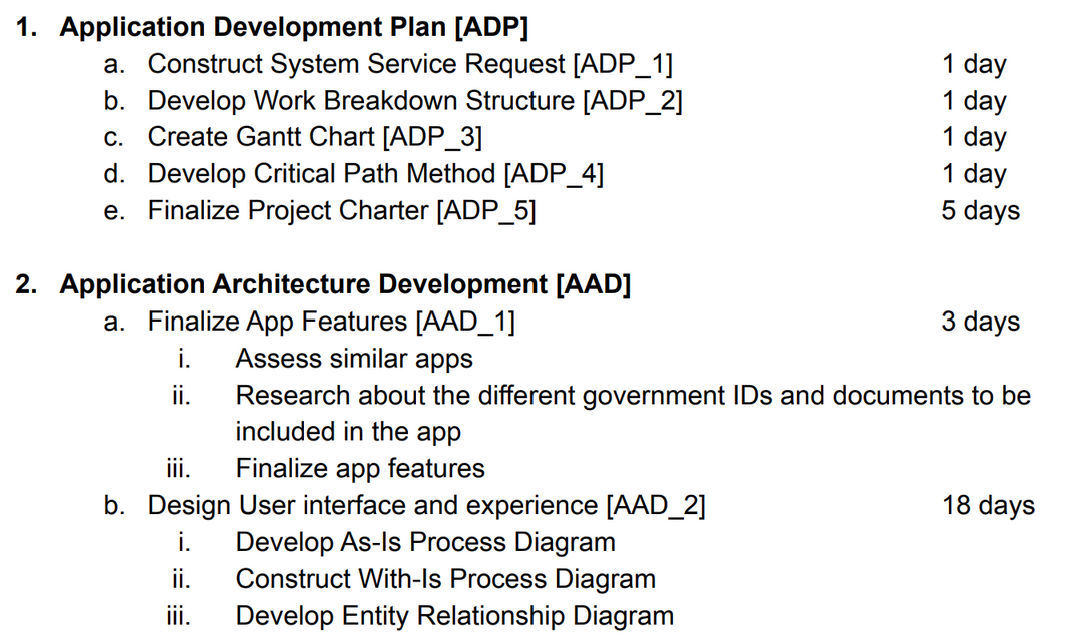 1. Application Development Plan [ADP]
a. Construct System Service Request [ADP_1] 1 day
b. Develop Work Breakdown Structure [ADP_2] 1 day
c. Create Gantt Chart [ADP_3] 1 day
d. Develop Critical Path Method [ADP_4] 1 day
e. Finalize Project Charter [ADP_5] 5 days
2. Application Architecture Development [AAD]
a. Finalize App Features [AAD_1] 3 days
i. Assess similar apps
ii. Research about the different government IDs and documents to be
included in the app
iii. Finalize app features
b. Design User interface and experience [AAD_2] 18 days
i. Develop As-Is Process Diagram
ii. Construct With-Is Process Diagram
iii. Develop Entity Relationship Diagram